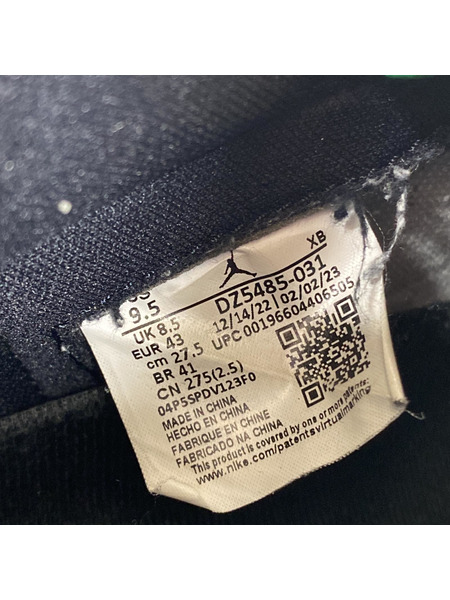 XB
9.5
UK 8.5
EUR 43
cm 27.5
BR 41
CN 275(2.5)
DZ5485-031
12/14/22 // 02/02/23
UPC 00196604406505
04P5SPDV123F0
MADE IN CHINA
HECHO EN CHINA
FABRIQUE EN CHINE
FABRICADO NA CHINA
This product is covered by one or more patents.
www.nike.com/patentsvirtualmarking